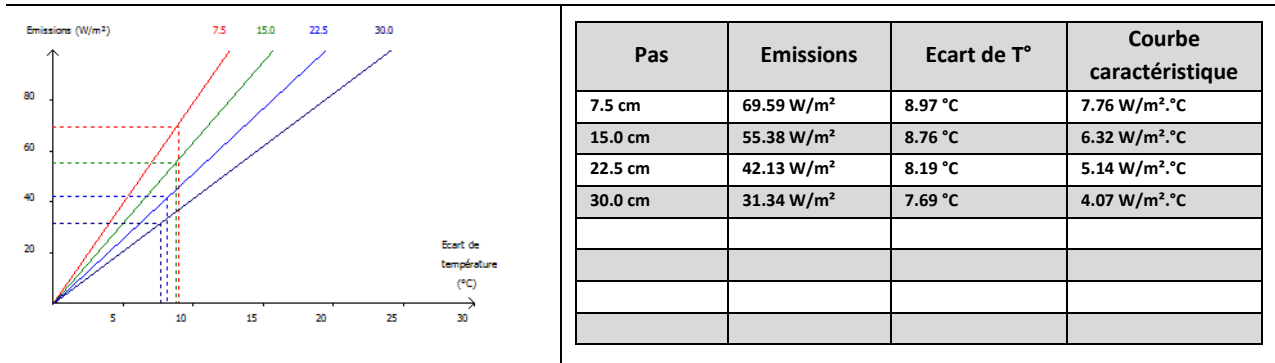 Emissions (W/m²) 7.5 15.0 22.5 30.0
80
60
40
20
Ecart de
température
(°C)
5 10 15 20 25 30
Pas Emissions Ecart de T° Courbe
caractéristique
7.5 cm 69.59 W/m² 8.97 °C 7.76 W/m².°C
15.0 cm 55.38 W/m² 8.76 °C 6.32 W/m².°C
22.5 cm 42.13 W/m² 8.19 °C 5.14 W/m².°C
30.0 cm 31.34 W/m² 7.69 °C 4.07 W/m².°C